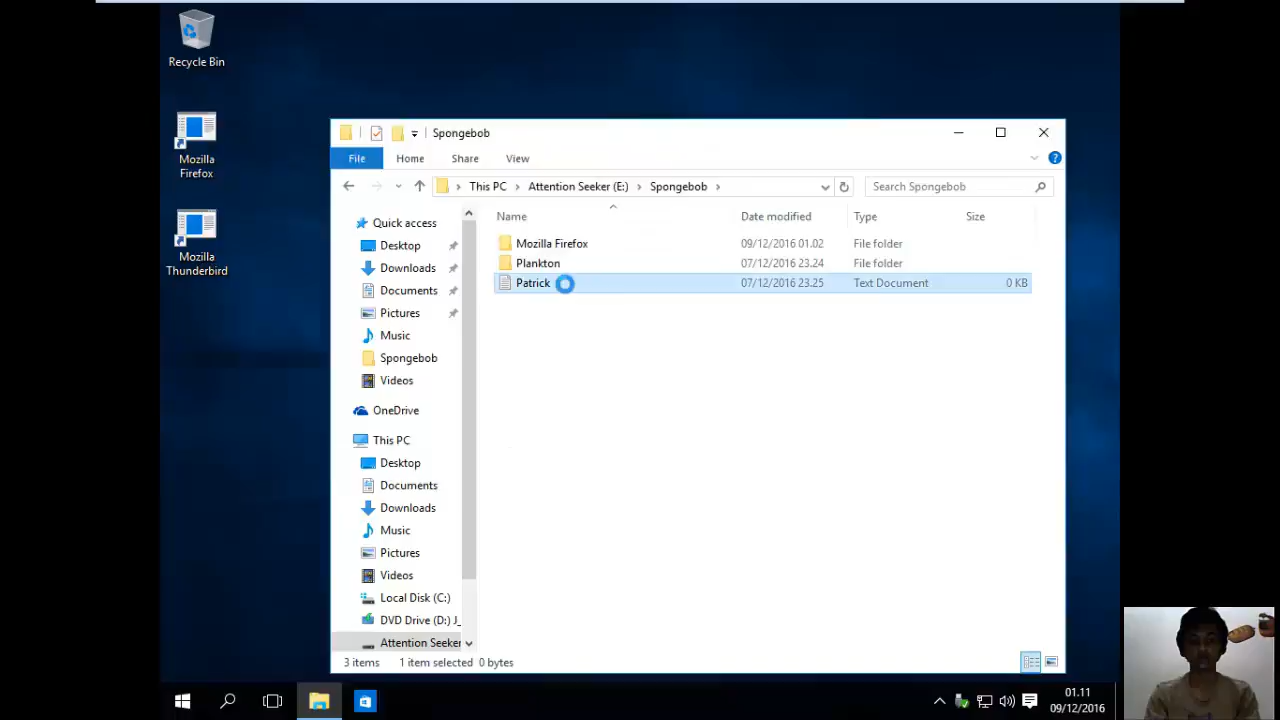 Recycle Bin
Mozilla
Firefox
Mozilla
Thunderbird
Spongebob
File Home Share View
This PC Attention Seeker (E:) Spongebob Search Spongebob
Name Date modified Type Size
Mozilla Firefox 09/12/2016 01.02 File folder
Plankton 07/12/2016 23.24 File folder
Patrick 07/12/2016 23.25 Text Document 0 KB
Quick access
Desktop
Downloads
Documents
Pictures
Music
Spongebob
Videos
OneDrive
This PC
Desktop
Documents
Downloads
Music
Pictures
Videos
Local Disk (C:)
DVD Drive (D:) J_
Attention Seeker
3 items 1 item selected 0 bytes
01.11
09/12/2016